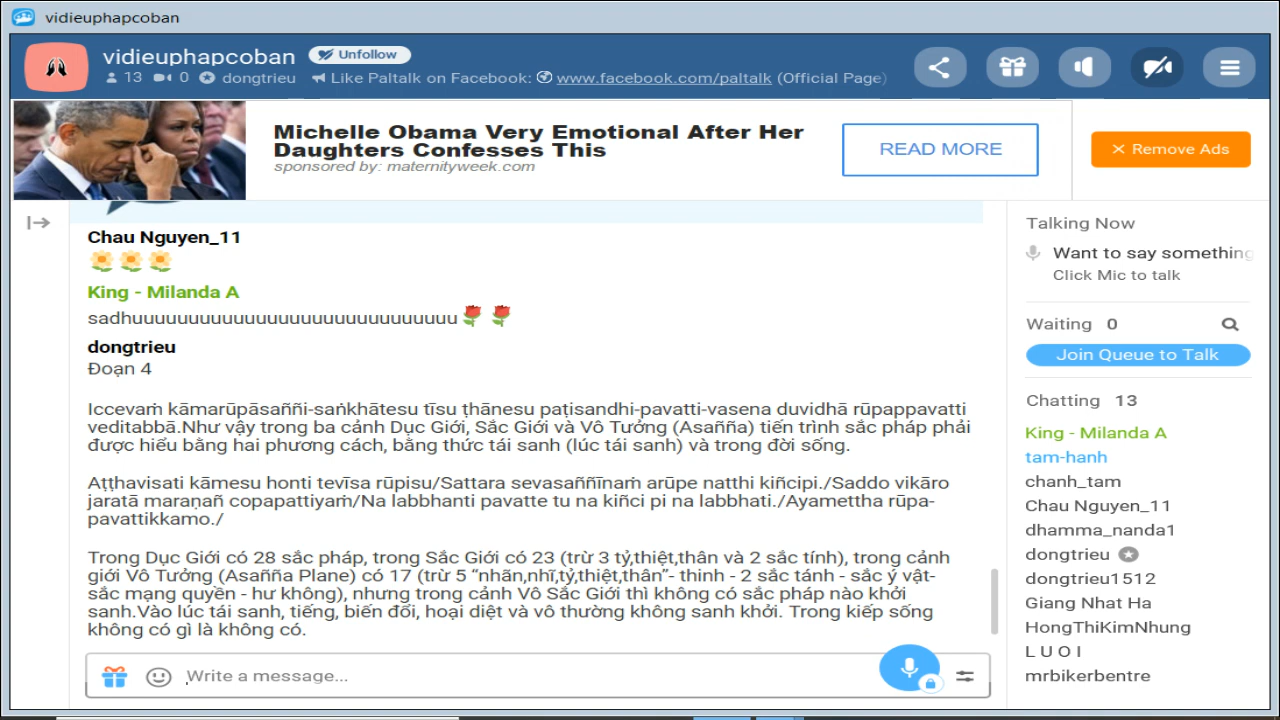 vidieuphapcoban
vidieuphapcoban
Unfollow
13 0 dongtrieu Like Paltalk on Facebook: www.facebook.com/paltalk (Official Page)
Michelle Obama Very Emotional After Her
Daughters Confesses This
sponsored by: maternityweek.com
READ MORE
Remove Ads
Chau Nguyen_11
King - Milanda A
sadhuuuuuuuuuuuuuuuuuuuuuuuuuuuuu
dongtrieu
Đoạn 4
Iccevaṁ kāmarūpāsaññi-saṅkhātesu tīsu ṭhānesu paṭisandhi-pavatti-vasena duvidhā rūpappavatti
veditabbā.Như vậy trong ba cảnh Dục Giới, Sắc Giới và Vô Tưởng (Asañña) tiến trình sắc pháp phải
được hiểu bằng hai phương cách, bằng thức tái sanh (lúc tái sanh) và trong đời sống.
Aṭṭhavisati kāmesu honti tevīsa rūpisu/Sattara sevasaññīnaṁ arūpe natthi kiñcipi./Saddo vikāro
jaratā maraṇañ copapattiyaṁ/Na labbhanti pavatte tu na kiñci pi na labbhati./Ayamettha rūpa-
pavattikkamo./
Trong Dục Giới có 28 sắc pháp, trong Sắc Giới có 23 (trừ 3 tỷ,thiệt,thân và 2 sắc tính), trong cảnh
giới Vô Tưởng (Asañña Plane) có 17 (trừ 5 “nhãn,nhĩ,tỷ,thiệt,thân”- thinh - 2 sắc tánh - sắc ý vật-
sắc mạng quyền - hư không), nhưng trong cảnh Vô Sắc Giới thì không có sắc pháp nào khởi
sanh.Vào lúc tái sanh, tiếng, biến đổi, hoại diệt và vô thường không sanh khởi. Trong kiếp sống
không có gì là không có.
Write a message...
Talking Now
Want to say something
Click Mic to talk
Waiting 0
Join Queue to Talk
Chatting 13
King - Milanda A
tam-hanh
chanh_tam
Chau Nguyen_11
dhamma_nanda1
dongtrieu
dongtrieu1512
Giang Nhat Ha
HongThiKimNhung
L U O I
mrbikerbentre